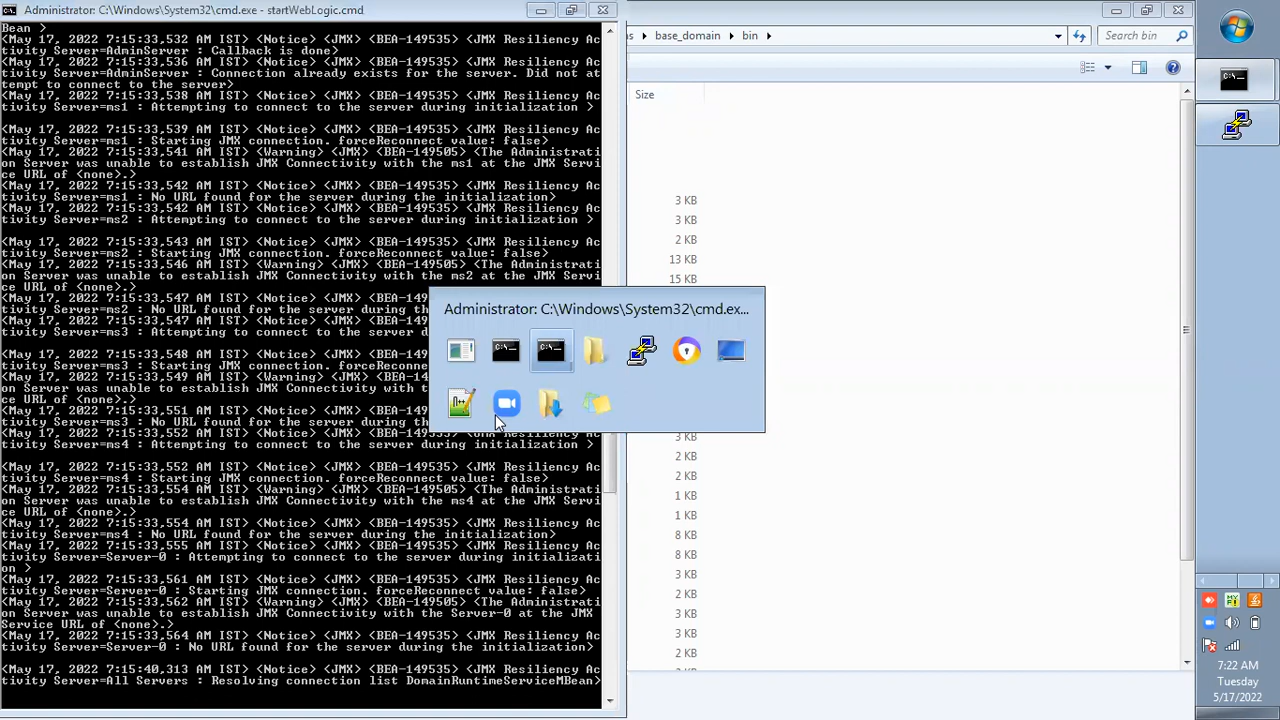 Administrator: C:\Windows\System32\cmd.exe - startWebLogic.cmd
Bean >
<May 17, 2022 7:15:33,532 AM IST> <Notice> <JMX> <BEA-149535> <JMX Resiliency Ac
tivity Server=AdminServer : Callback is done>
<May 17, 2022 7:15:33,536 AM IST> <Notice> <JMX> <BEA-149535> <JMX Resiliency Ac
tivity Server=AdminServer : Connection already exists for the server. Did not at
tempt to connect to the server>
<May 17, 2022 7:15:33,538 AM IST> <Notice> <JMX> <BEA-149535> <JMX Resiliency Ac
tivity Server=ms1 : Attempting to connect to the server during initialization >
<May 17, 2022 7:15:33,539 AM IST> <Notice> <JMX> <BEA-149535> <JMX Resiliency Ac
tivity Server=ms1 : Starting JMX connection. forceReconnect value: false>
<May 17, 2022 7:15:33,541 AM IST> <Warning> <JMX> <BEA-149505> <The Administrati
on Server was unable to establish JMX Connectivity with the ms1 at the JMX Servi
ce URL of <none>.>
<May 17, 2022 7:15:33,542 AM IST> <Notice> <JMX> <BEA-149535> <JMX Resiliency Ac
tivity Server=ms1 : No URL found for the server during the initialization>
<May 17, 2022 7:15:33,542 AM IST> <Notice> <JMX> <BEA-149535> <JMX Resiliency Ac
tivity Server=ms2 : Attempting to connect to the server during initialization >
<May 17, 2022 7:15:33,543 AM IST> <Notice> <JMX> <BEA-149535> <JMX Resiliency Ac
tivity Server=ms2 : Starting JMX connection. forceReconnect value: false>
<May 17, 2022 7:15:33,546 AM IST> <Warning> <JMX> <BEA-149505> <The Administrati
on Server was unable to establish JMX Connectivity with the ms2 at the JMX Servi
ce URL of <none>.>
<May 17, 2022 7:15:33,547 AM IST> <Notice> <JMX>
tivity Server=ms2 : No URL found for the server d
<May 17, 2022 7:15:33,547 AM IST> <Notice> <JMX>
tivity Server=ms3 : Attempting to connect to the
<May 17, 2022 7:15:33,548 AM IST> <Notice> <JMX>
tivity Server=ms3 : Starting JMX connection. forc
<May 17, 2022 7:15:33,549 AM IST> <Warning> <JMX>
on Server was unable to establish JMX Connectivit
ce URL of <none>.>
<May 17, 2022 7:15:33,551 AM IST> <Notice> <JMX>
tivity Server=ms3 : No URL found for the server d
<May 17, 2022 7:15:33,552 AM IST> <Notice> <JMX> <BEA-149535> <JMX Resiliency Ac
tivity Server=ms4 : Attempting to connect to the server during initialization >
<May 17, 2022 7:15:33,552 AM IST> <Notice> <JMX> <BEA-149535> <JMX Resiliency Ac
tivity Server=ms4 : Starting JMX connection. forceReconnect value: false>
<May 17, 2022 7:15:33,554 AM IST> <Warning> <JMX> <BEA-149505> <The Administrati
on Server was unable to establish JMX Connectivity with the ms4 at the JMX Servi
ce URL of <none>.>
<May 17, 2022 7:15:33,554 AM IST> <Notice> <JMX> <BEA-149535> <JMX Resiliency Ac
tivity Server=ms4 : No URL found for the server during the initialization>
<May 17, 2022 7:15:33,555 AM IST> <Notice> <JMX> <BEA-149535> <JMX Resiliency Ac
tivity Server=Server-0 : Attempting to connect to the server during initializati
on >
<May 17, 2022 7:15:33,561 AM IST> <Notice> <JMX> <BEA-149535> <JMX Resiliency Ac
tivity Server=Server-0 : Starting JMX connection. forceReconnect value: false>
<May 17, 2022 7:15:33,562 AM IST> <Warning> <JMX> <BEA-149505> <The Administrati
on Server was unable to establish JMX Connectivity with the Server-0 at the JMX
Service URL of <none>.>
<May 17, 2022 7:15:33,564 AM IST> <Notice> <JMX> <BEA-149535> <JMX Resiliency Ac
tivity Server=Server-0 : No URL found for the server during the initialization>
<May 17, 2022 7:15:40,313 AM IST> <Notice> <JMX> <BEA-149535> <JMX Resiliency Ac
tivity Server=All Servers : Resolving connection list DomainRuntimeServiceMBean>
Administrator: C:\Windows\System32\cmd.ex...
ns
base_domain
bin
Search bin
Size
3 KB
3 KB
2 KB
13 KB
15 KB
3 KB
2 KB
2 KB
1 KB
1 KB
8 KB
8 KB
3 KB
2 KB
3 KB
3 KB
2 KB
7:22 AM
Tuesday
5/17/2022